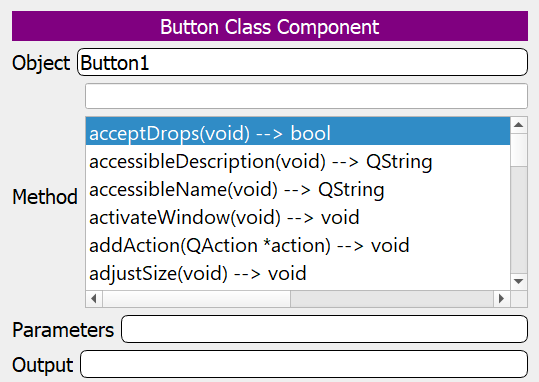 Button Class Component
Object Button1
acceptDrops(void) --> bool
accessibleDescription(void) --> QString
accessibleName(void) --> QString
Method
activateWindow(void) --> void
addAction(QAction *action) --> void
adjustSize(void) --> void
Parameters
Output